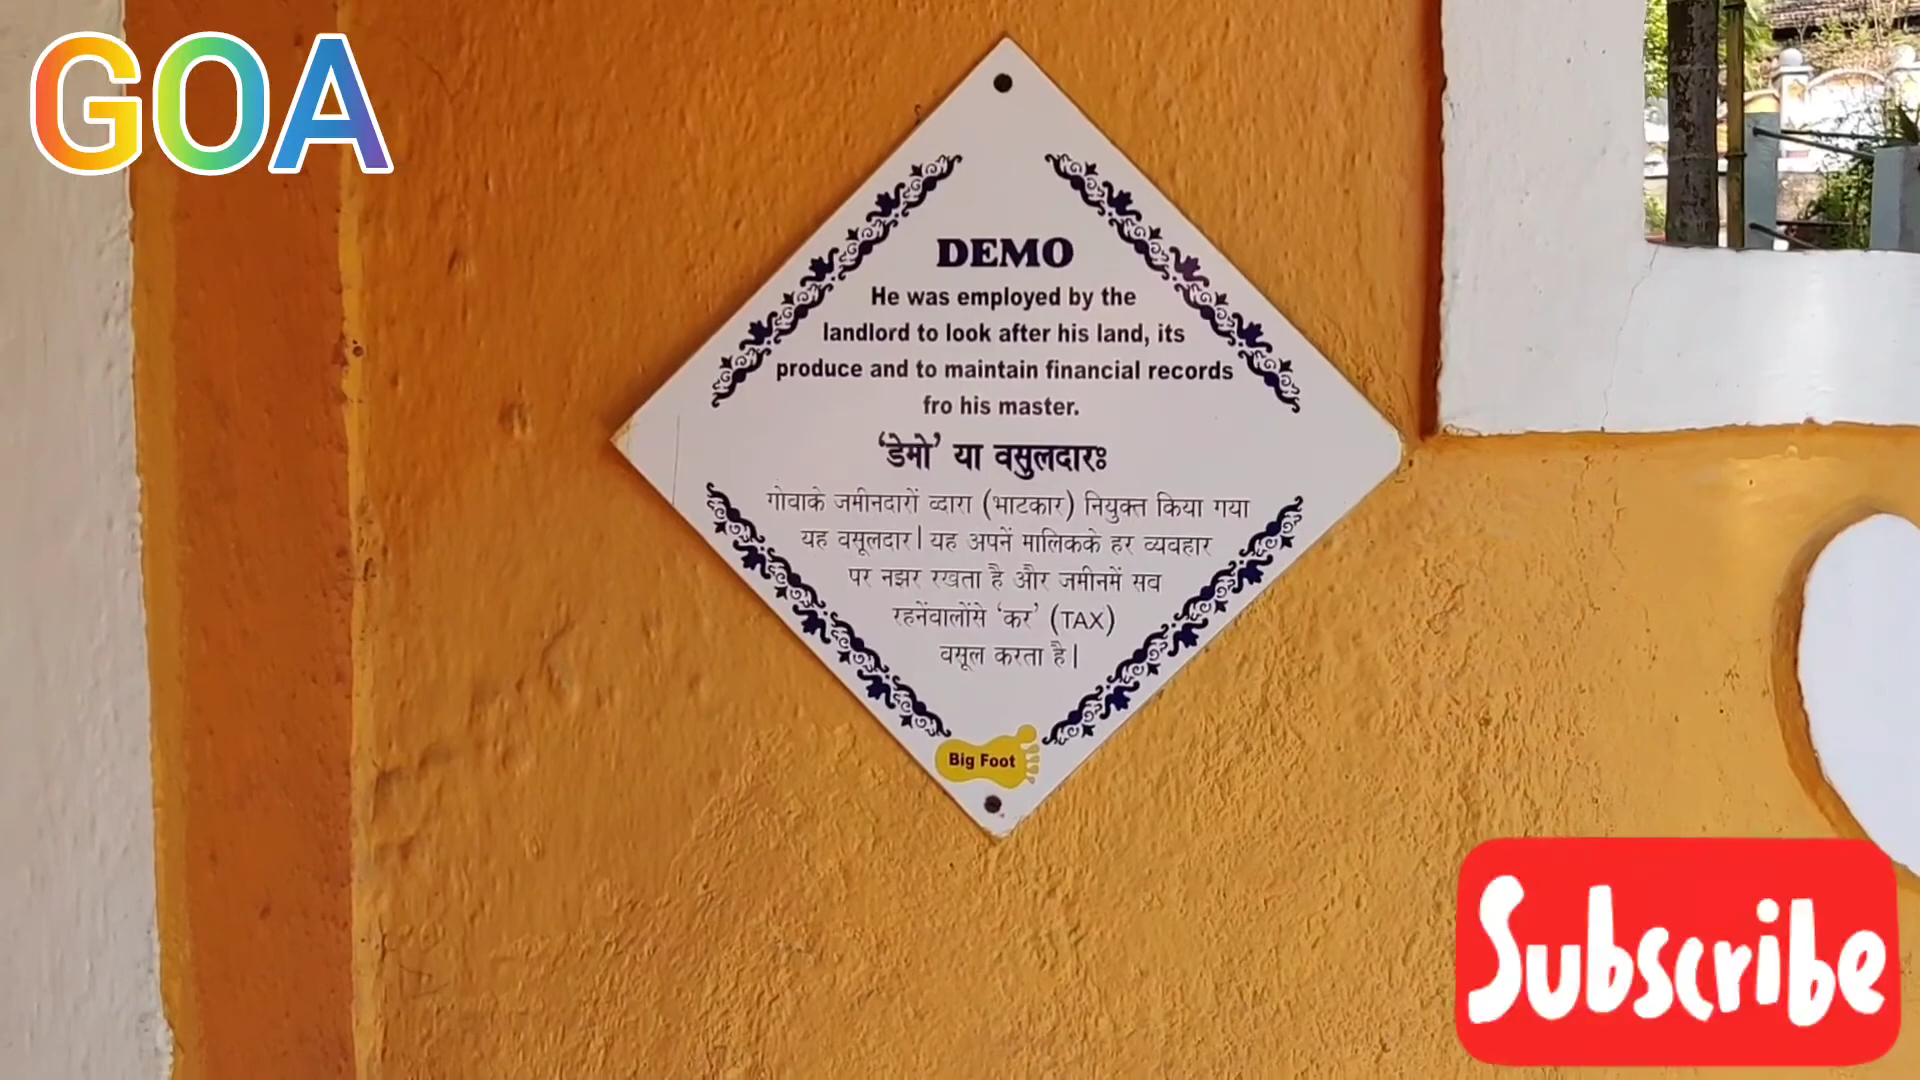 GOA
DEMO
He was employed by the
landlord to look after his land, its
produce and to maintain financial records
fro his master.
‘डेमो’ या वसुलदारः
गोवाके जमीनदारों व्दारा (भाटकार) नियुक्त किया गया
यह वसूलदार। यह अपनें मालिकके हर व्यवहार
पर नझर रखता है और जमीनमें सब
रहनेंवालोंसे ‘कर’ (TAX)
वसूल करता है।
Big Foot
Subscribe